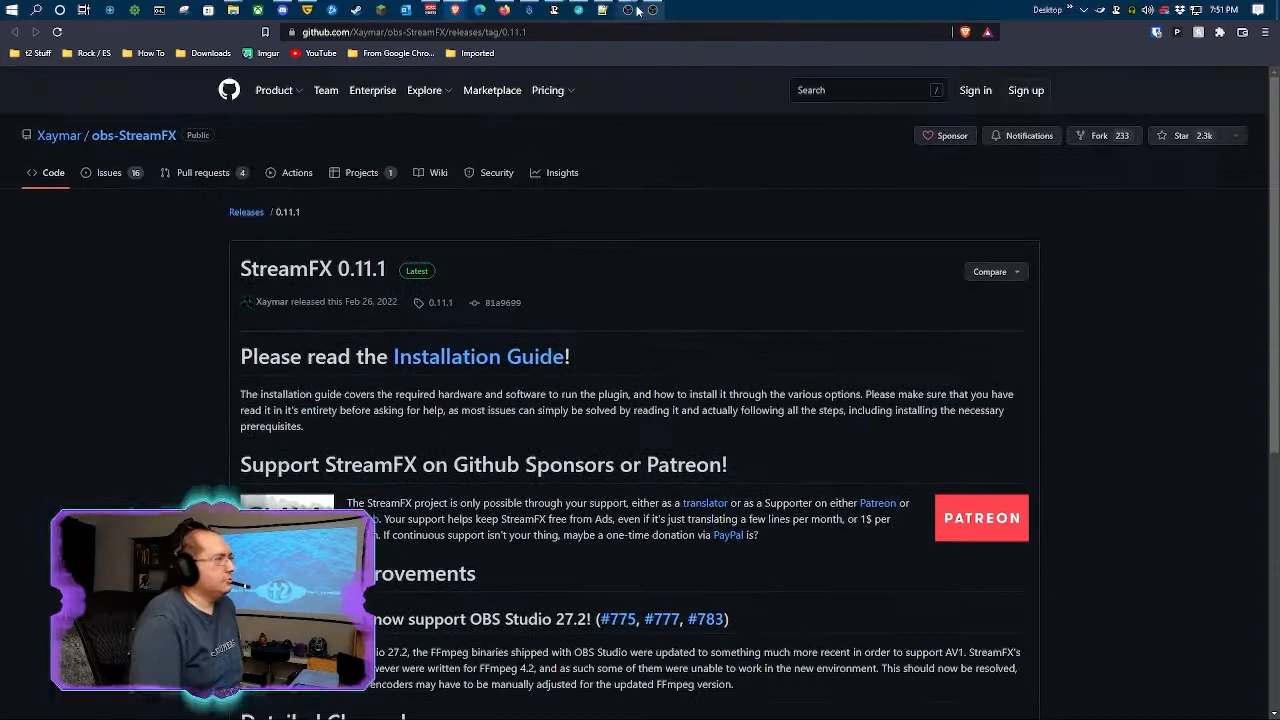 Desktop
7:51 PM
github.com/Xaymar/obs-StreamFX/releases/tag/0.11.1
t2 Stuff
Rock / ES
How To
Downloads
Imgur
YouTube
From Google Chro...
Imported
Product
Team
Enterprise
Explore
Marketplace
Pricing
Search
/
Sign in
Sign up
Xaymar / obs-StreamFX
Public
Sponsor
Notifications
Fork 233
Star 2.3k
Code
Issues 16
Pull requests 4
Actions
Projects 1
Wiki
Security
Insights
Releases / 0.11.1
StreamFX 0.11.1
Latest
Compare
Xaymar released this Feb 26, 2022
0.11.1
81a9699
Please read the Installation Guide!
The installation guide covers the required hardware and software to run the plugin, and how to install it through the various options. Please make sure that you have
read it in it's entirety before asking for help, as most issues can simply be solved by reading it and actually following all the steps, including installing the necessary
prerequisites.
Support StreamFX on Github Sponsors or Patreon!
The StreamFX project is only possible through your support, either as a translator or as a Supporter on either Patreon or
. Your support helps keep StreamFX free from Ads, even if it's just translating a few lines per month, or 1$ per
. If continuous support isn't your thing, maybe a one-time donation via PayPal is?
PATREON
rovements
now support OBS Studio 27.2! (#775, #777, #783)
dio 27.2, the FFmpeg binaries shipped with OBS Studio were updated to something much more recent in order to support AV1. StreamFX's
wever were written for FFmpeg 4.2, and as such some of them were unable to work in the new environment. This should now be resolved,
encoders may have to be manually adjusted for the updated FFmpeg version.
t2